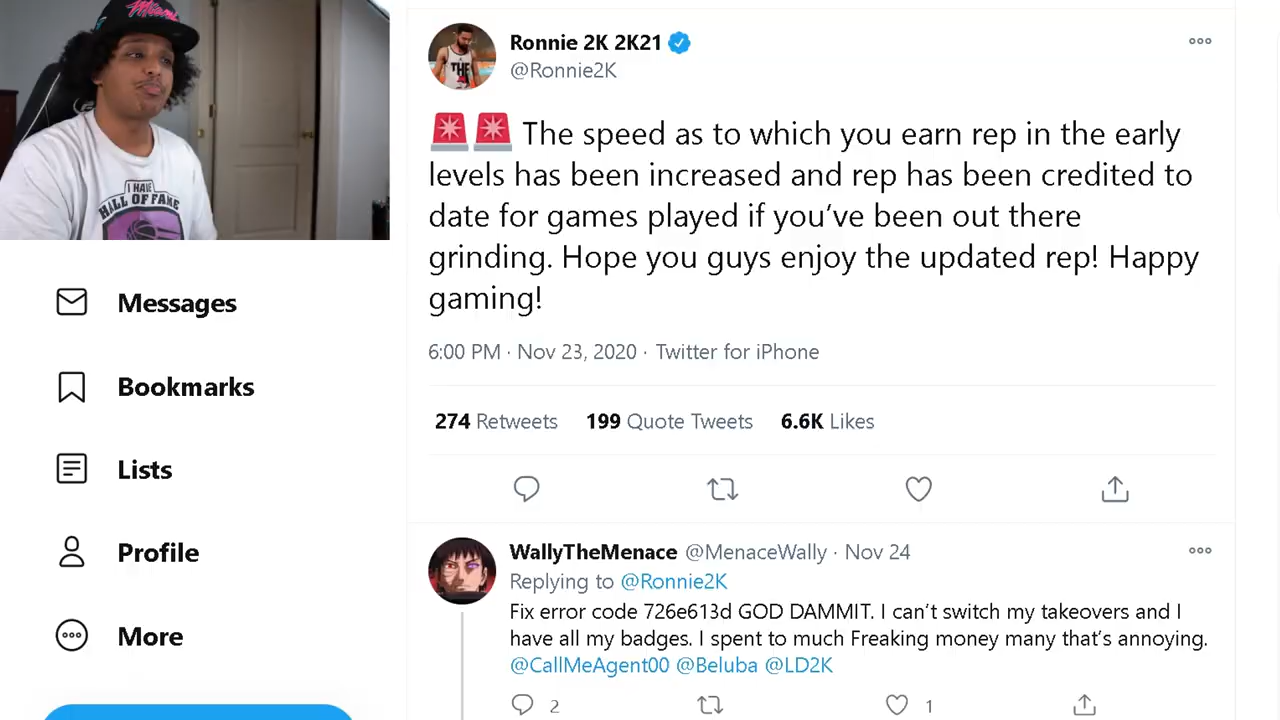 Miami
I HAVE
HALL OF FAME
Messages
Bookmarks
Lists
Profile
More
Ronnie 2K 2K21
@Ronnie2K
🚨🚨 The speed as to which you earn rep in the early
levels has been increased and rep has been credited to
date for games played if you’ve been out there
grinding. Hope you guys enjoy the updated rep! Happy
gaming!
6:00 PM · Nov 23, 2020 · Twitter for iPhone
274 Retweets 199 Quote Tweets 6.6K Likes
WallyTheMenace @MenaceWally · Nov 24
Replying to @Ronnie2K
Fix error code 726e613d GOD DAMMIT. I can’t switch my takeovers and I
have all my badges. I spent to much Freaking money many that’s annoying.
@CallMeAgent00 @Beluba @LD2K
2 1